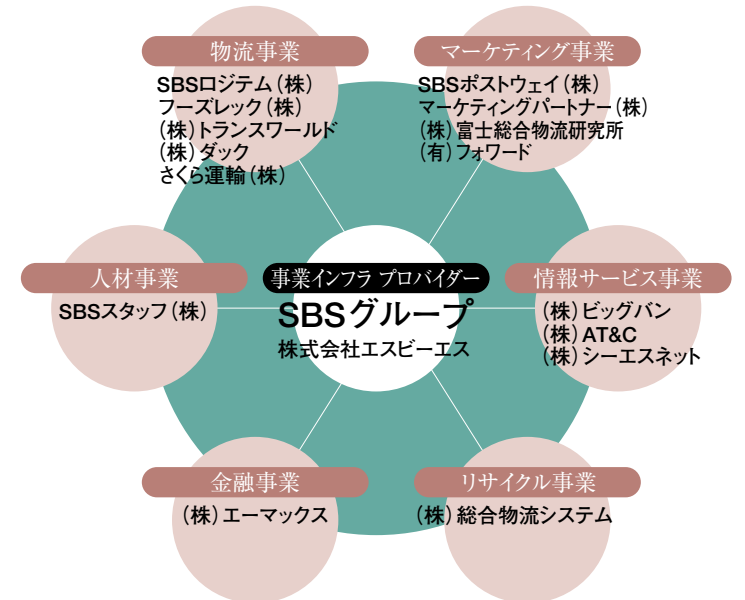 物流事業
SBSロジテム(株)
フーズレック(株)
(株)トランスワールド
(株)ダック
さくら運輸(株)
マーケティング事業
SBSポストウェイ(株)
マーケティングパートナー(株)
(株)富士総合物流研究所
(有)フォワード
人材事業
SBSスタッフ(株)
事業インフラ プロバイダー
SBSグループ
株式会社エスビーエス
情報サービス事業
(株)ビッグバン
(株)AT&C
(株)シーエスネット
金融事業
(株)エーマックス
リサイクル事業
(株)総合物流システム